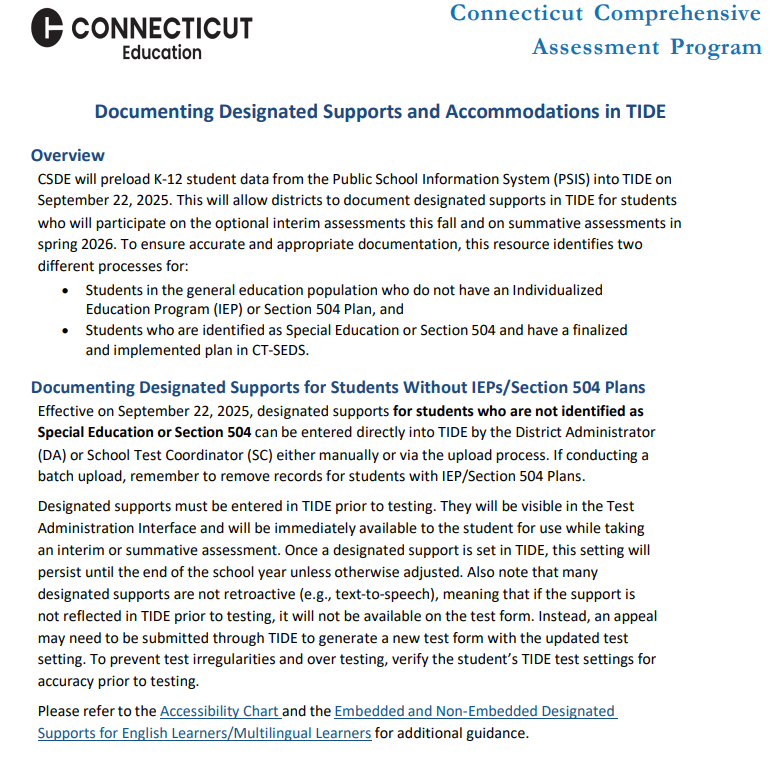 CONNECTICUT
Education
Connecticut Comprehensive
Assessment Program
Documenting Designated Supports and Accommodations in TIDE
Overview
CSDE will preload K-12 student data from the Public School Information System (PSIS) into TIDE on
September 22, 2025. This will allow districts to document designated supports in TIDE for students
who will participate on the optional interim assessments this fall and on summative assessments in
spring 2026. To ensure accurate and appropriate documentation, this resource identifies two
different processes for:
• Students in the general education population who do not have an Individualized
Education Program (IEP) or Section 504 Plan, and
• Students who are identified as Special Education or Section 504 and have a finalized
and implemented plan in CT-SEDS.
Documenting Designated Supports for Students Without IEPs/Section 504 Plans
Effective on September 22, 2025, designated supports for students who are not identified as
Special Education or Section 504 can be entered directly into TIDE by the District Administrator
(DA) or School Test Coordinator (SC) either manually or via the upload process. If conducting a
batch upload, remember to remove records for students with IEP/Section 504 Plans.
Designated supports must be entered in TIDE prior to testing. They will be visible in the Test
Administration Interface and will be immediately available to the student for use while taking
an interim or summative assessment. Once a designated support is set in TIDE, this setting will
persist until the end of the school year unless otherwise adjusted. Also note that many
designated supports are not retroactive (e.g., text-to-speech), meaning that if the support is
not reflected in TIDE prior to testing, it will not be available on the test form. Instead, an appeal
may need to be submitted through TIDE to generate a new test form with the updated test
setting. To prevent test irregularities and over testing, verify the student's TIDE test settings for
accuracy prior to testing.
Please refer to the Accessibility Chart and the Embedded and Non-Embedded Designated
Supports for English Learners/Multilingual Learners for additional guidance.